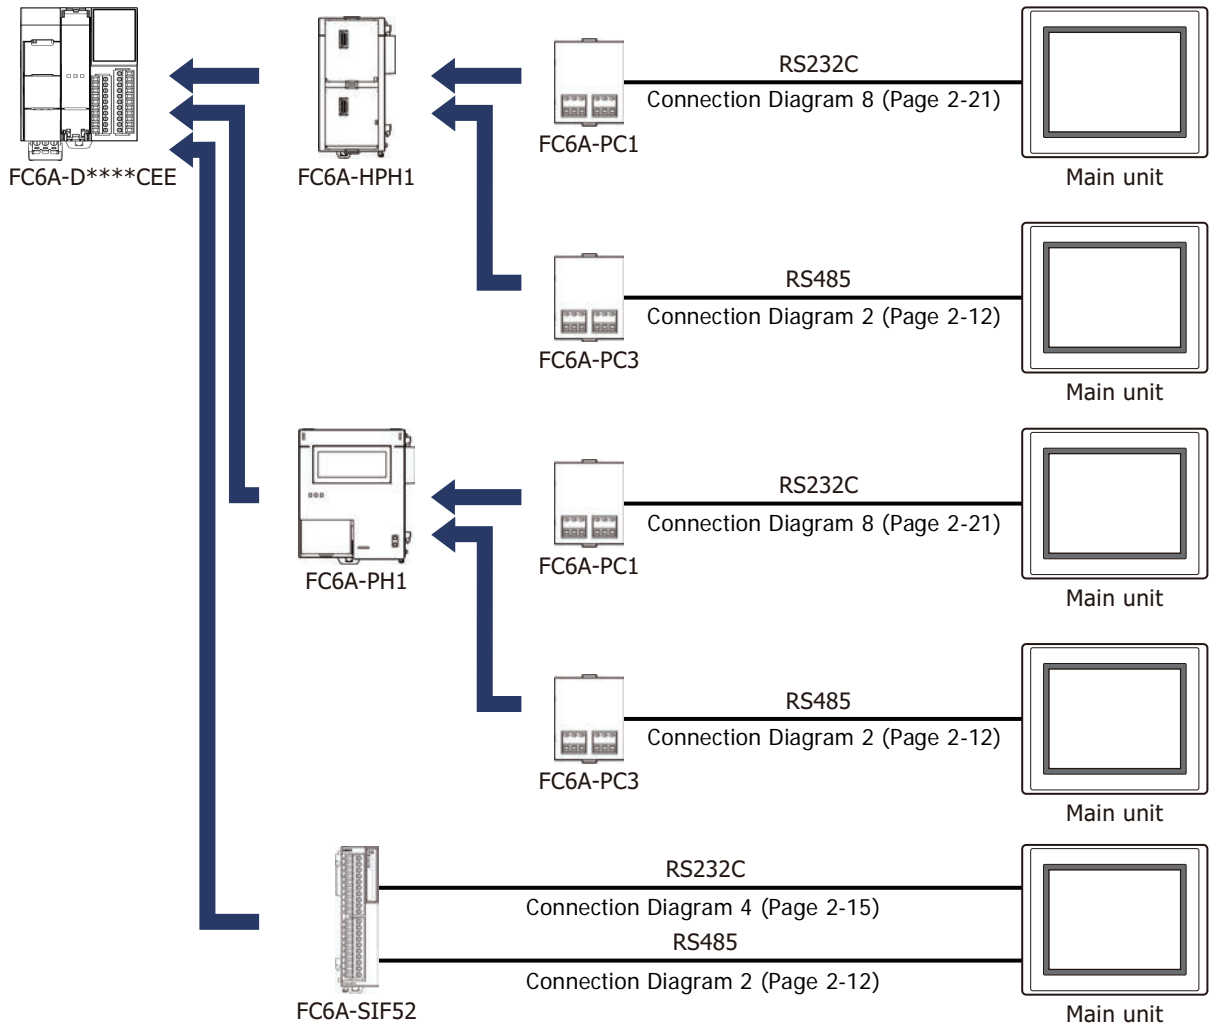 RS232C
Connection Diagram 8 (Page 2-21)
FC6A-PC1
FC6A-D****CEE
FC6A-HPH1
Main unit
RS485
Connection Diagram 2 (Page 2-12)
FC6A-PC3
Main unit
RS232C
Connection Diagram 8 (Page 2-21)
FC6A-PC1
FC6A-PH1
Main unit
RS485
Connection Diagram 2 (Page 2-12)
FC6A-PC3
Main unit
RS232C
Connection Diagram 4 (Page 2-15)
RS485
Connection Diagram 2 (Page 2-12)
FC6A-SIF52
Main unit